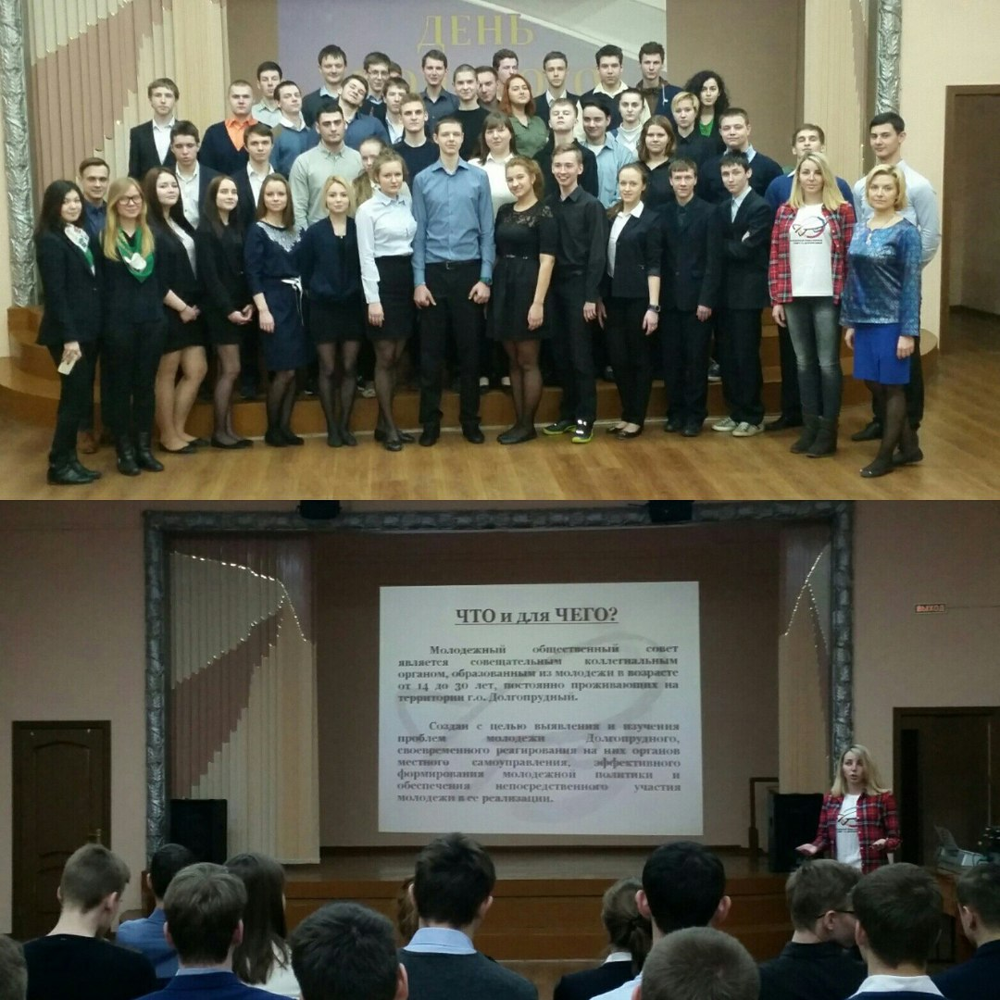 ДЕНЬ
ЧТО и для ЧЕГО?
Молодежный общественный совет
является совещательным коллегиальным
органом, образованным из молодежи в возрасте
от 14 до 30 лет, постоянно проживающих на
территории г.о. Долгопрудный.
Создан с целью выявления и изучения
проблем молодежи Долгопрудного,
своевременного реагирования на них органов
местного самоуправления, эффективного
формирования молодежной политики и
обеспечения непосредственного участия
молодежи в ее реализации.
ВЫХОД